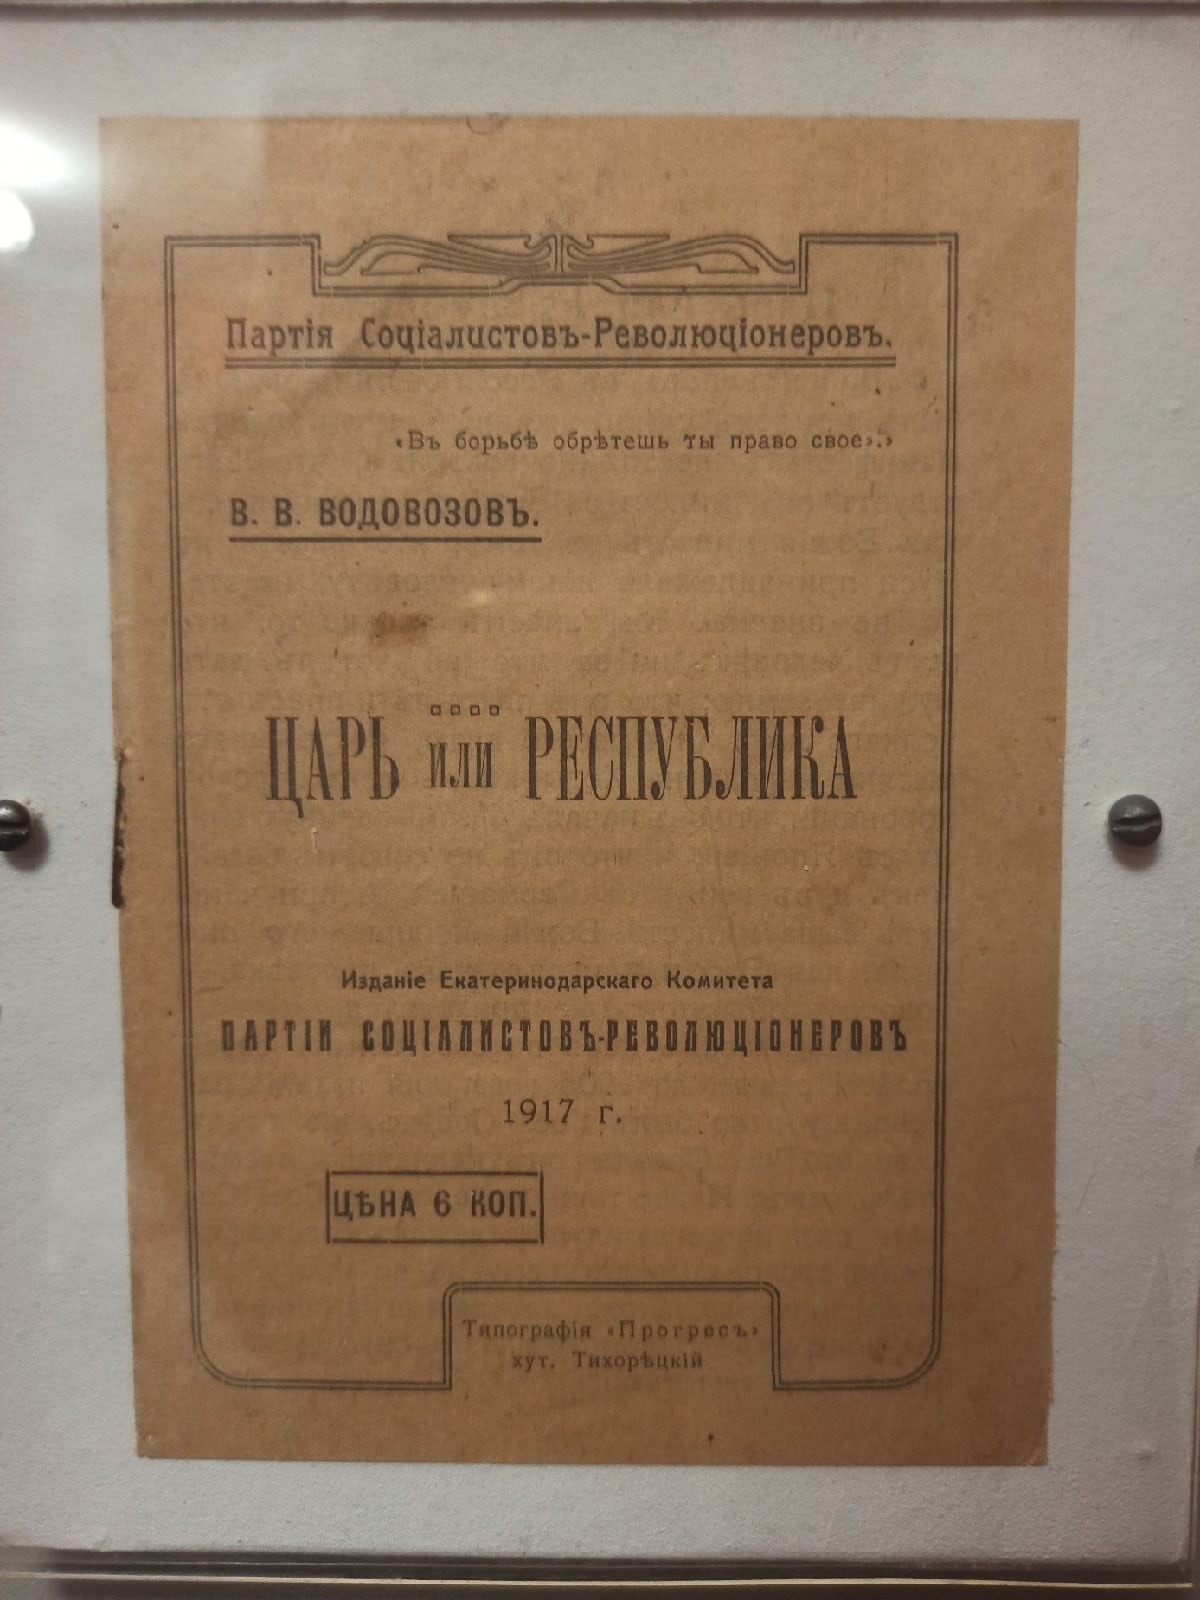 Партія Соціалистовъ-Революціонеровъ.
«Въ борьбѣ обрѣтешь ты право свое».»
В. В. ВОДОВОЗОВЪ.
ЦАРЬ или РЕСПУБЛИКА
Изданіе Екатеринодарскаго Комитета
ПАРТІИ СОЦІАЛИСТОВЪ-РЕВОЛЮЦІОНЕРОВЪ
1917 г.
ЦѢНА 6 КОП.
Типографія «Прогресъ»
хут. Тихорѣцкій